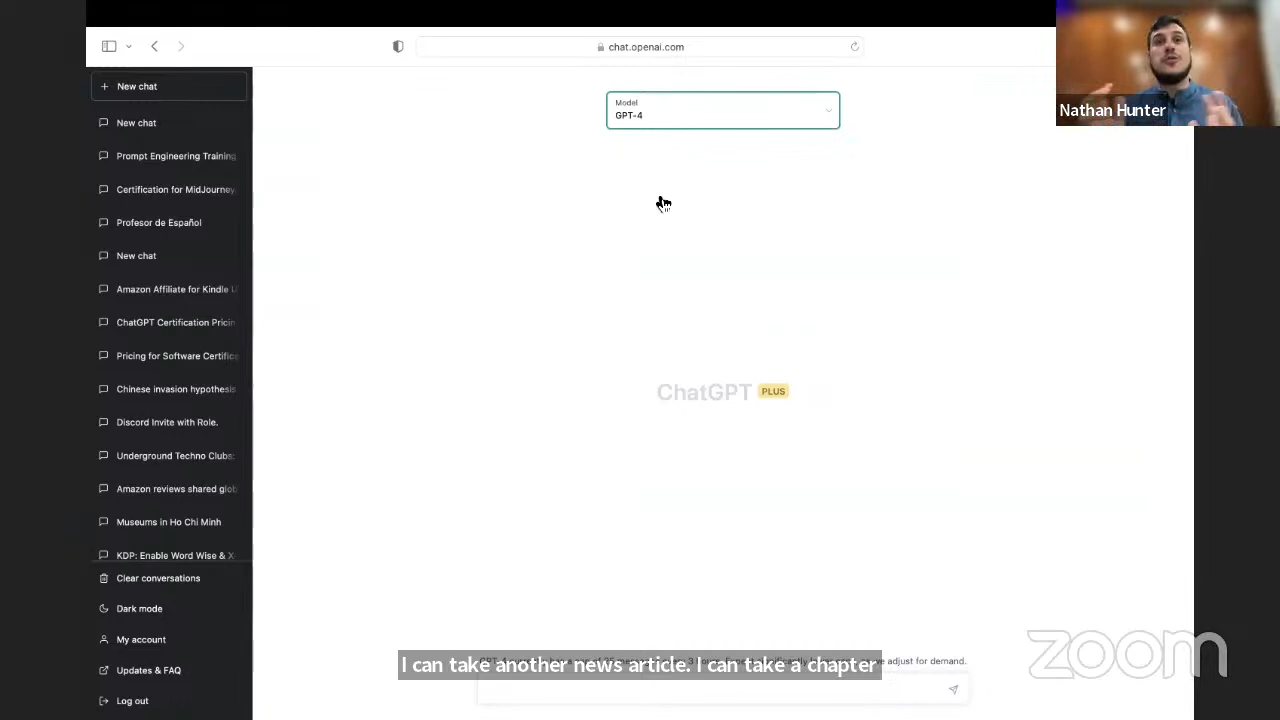 chat.openai.com
Nathan Hunter
New chat
New chat
Prompt Engineering Training
Certification for MidJourney
Profesor de Español
New chat
Amazon Affiliate for Kindle U
ChatGPT Certification Pricin
Pricing for Software Certifica
Chinese invasion hypothesis
Discord Invite with Role.
Underground Techno Clubs:
Amazon reviews shared glob
Museums in Ho Chi Minh
KDP: Enable Word Wise & X
Clear conversations
Dark mode
My account
Updates & FAQ
Log out
Model
GPT-4
ChatGPT PLUS
adjust for demand.
I can take another news article. I can take a chapter
zoom